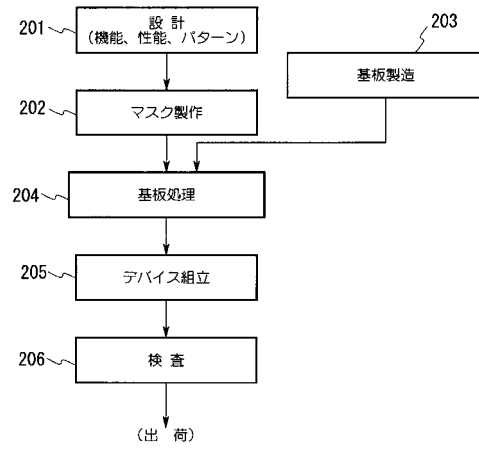 201
設 計
(機能、性能、パターン)
203
基板製造
202
マスク製作
204
基板処理
205
デバイス組立
206
検 査
(出 荷)